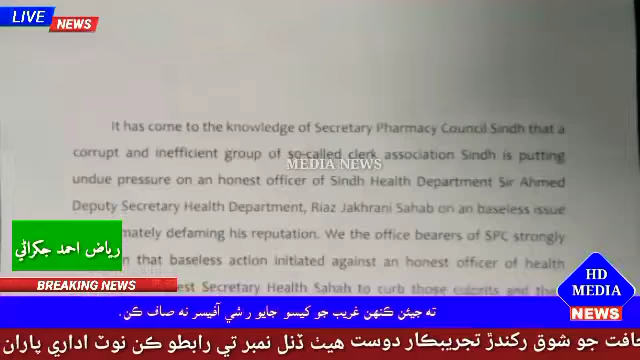 LIVE
NEWS
It has come to the knowledge of Secretary Pharmacy Council Sindh that a
corrupt and inefficient group of so-called clerk association Sindh is putting
MEDIA NEWS
undue pressure on an honest officer of Sindh Health Department Sir Ahmed
Deputy Secretary Health Department, Riaz Jakhrani Sahab on an baseless issue
defaming his reputation. We the office bearers of SPC strongly
that baseless action initiated against an honest officer of health
Secretary Health Sahab to curb those culprits and the
رياض احمد جکراڻي
HD
MEDIA
NEWS
BREAKING NEWS
ته جيئن ڪنهن غريب جو ڪيسو جايو ر شي آفيسر نه صاف ڪن.
افت جو شوق رکندڙ تجريبڪار دوست هيٺ ڏنل نمبر تي رابطو ڪن نوٽ اداري پاران